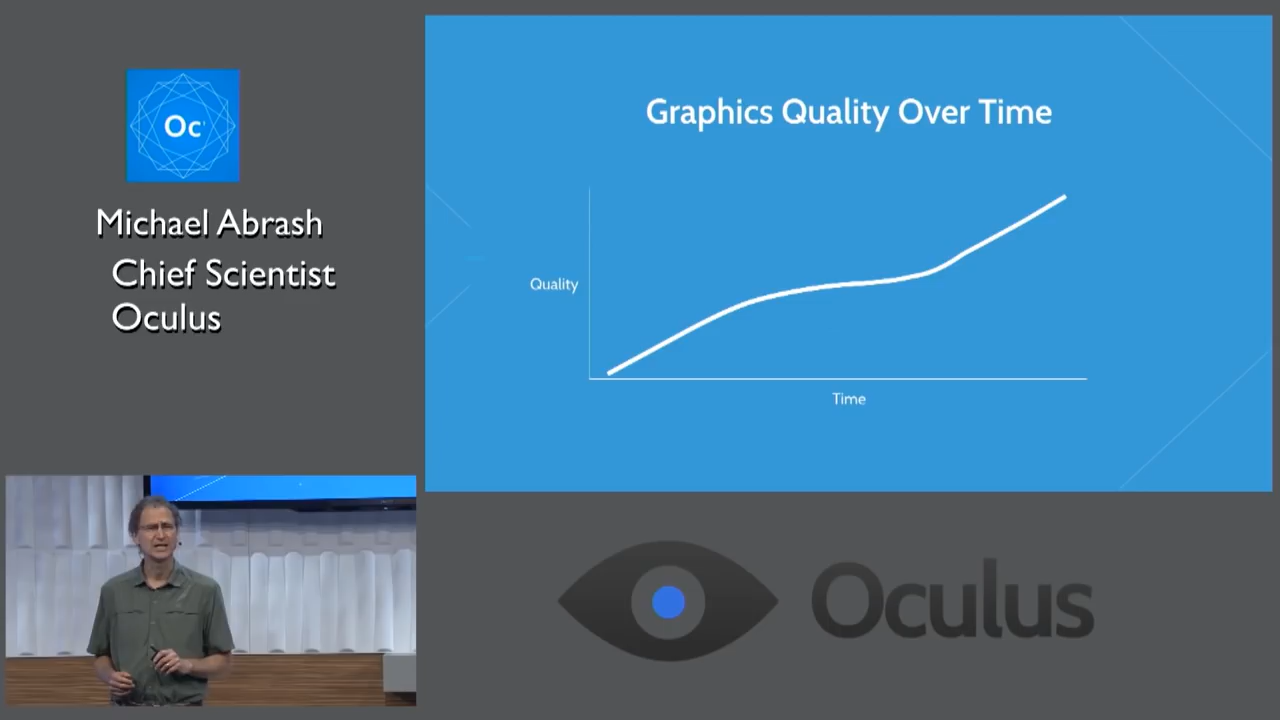 Oc
Michael Abrash
Chief Scientist
Oculus
Graphics Quality Over Time
Quality
Time
Oculus